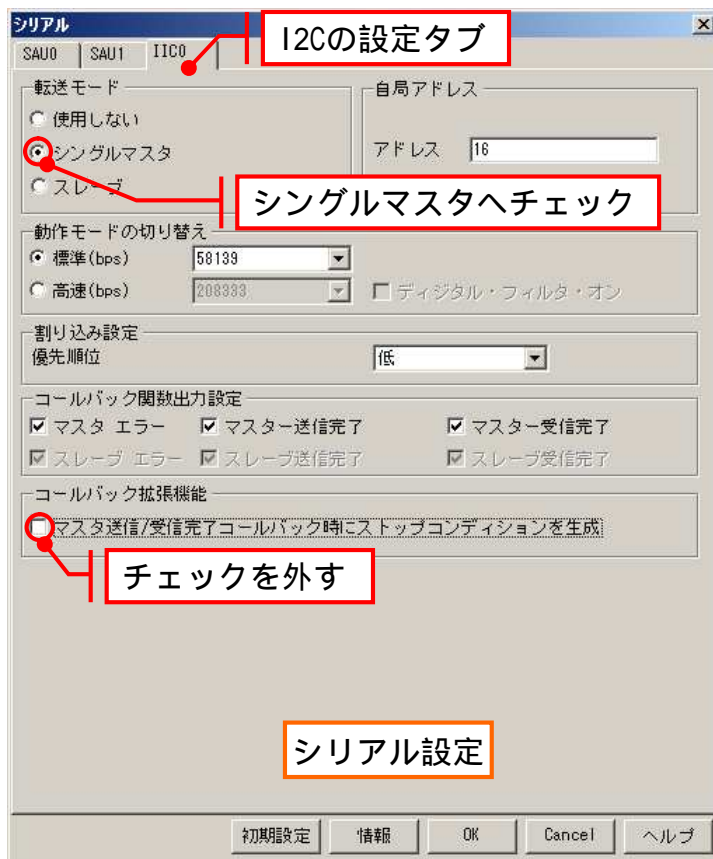 シリアル
I2Cの設定タブ
SAU0 SAU1 IIC0
転送モード
使用しない
シングルマスタ
スレーブ
自局アドレス
アドレス 16
シングルマスタへチェック
動作モードの切り替え
標準(bps) 58139
高速(bps) 208333 ディジタル・フィルタ・オン
割り込み設定
優先順位 低
コールバック関数出力設定
マスタ エラー マスター送信完了 マスター受信完了
スレーブ エラー スレーブ送信完了 スレーブ受信完了
コールバック拡張機能
マスタ送信/受信完了コールバック時にストップコンディションを生成
チェックを外す
シリアル設定
初期設定 情報 OK Cancel ヘルプ